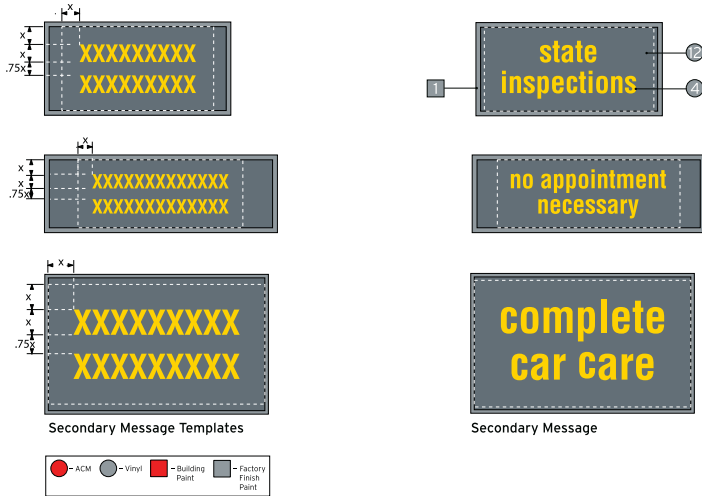 x
x
x
.75x
XXXXXXXXX
XXXXXXXXX
state
inspections
1
12
4
x
x
x
.75x
XXXXXXXXXXXXX
XXXXXXXXXXXXX
no appointment
necessary
x
x
x
.75x
XXXXXXXXX
XXXXXXXXX
complete
car care
Secondary Message Templates
Secondary Message
– ACM
– Vinyl
– Building
Paint
– Factory
Finish
Paint